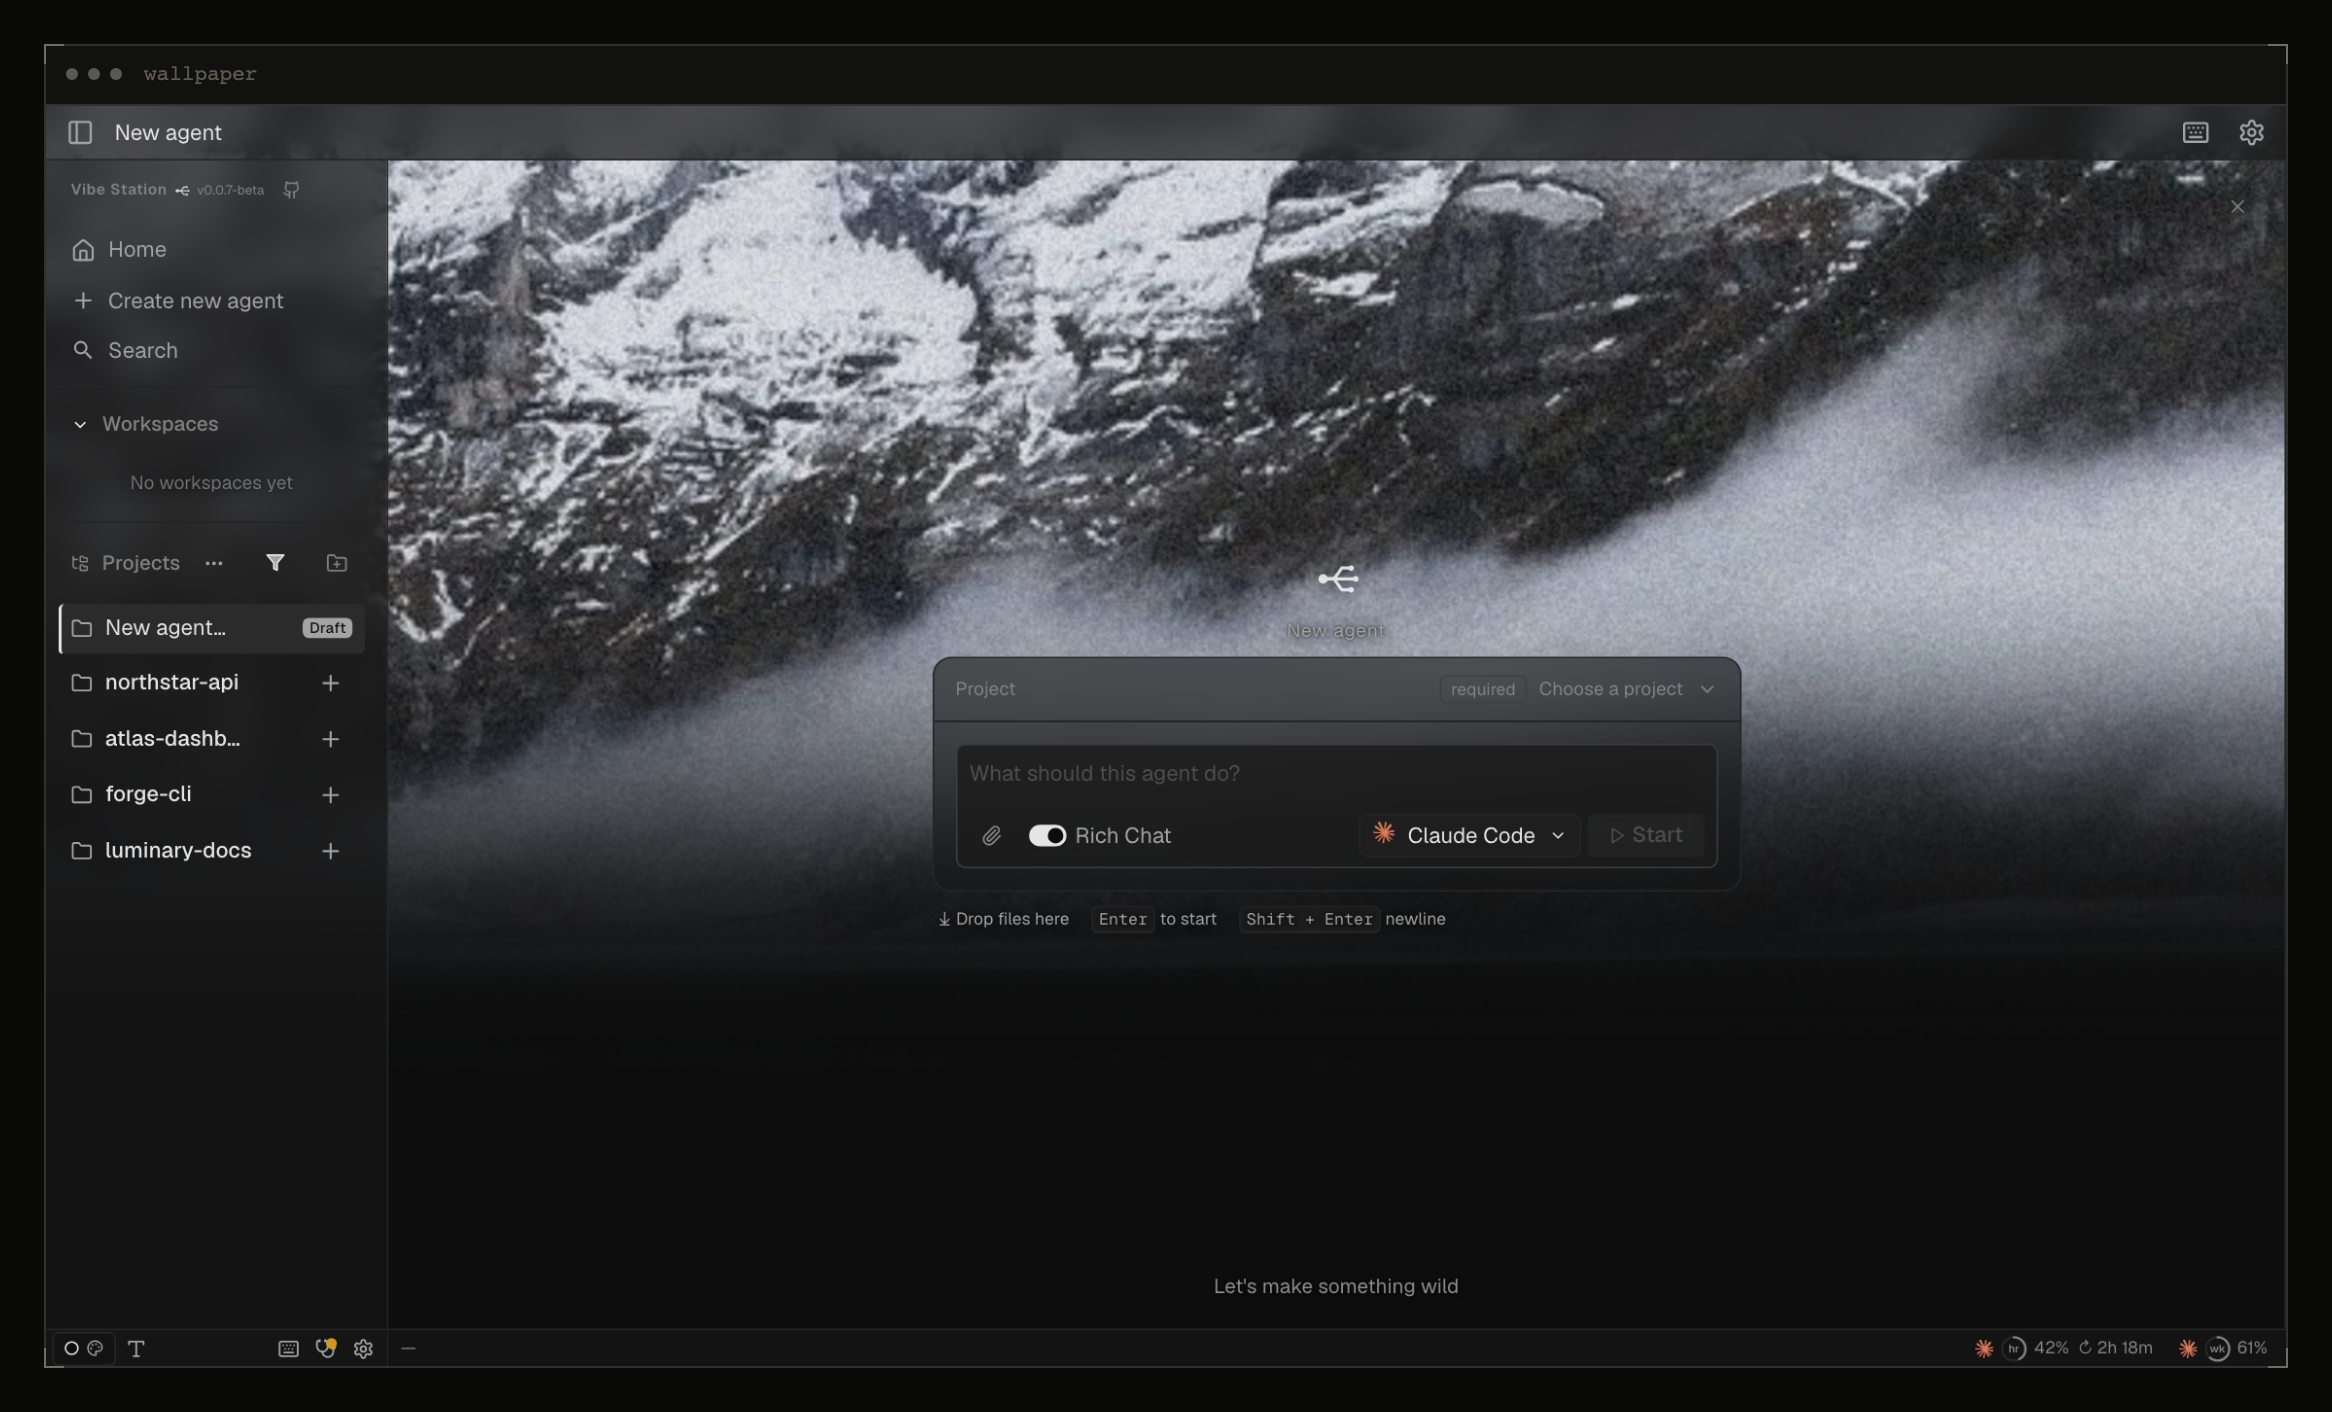 wallpaper
New agent
Vibe Station v0.0.7-beta
Home
Create new agent
Search
Workspaces
No workspaces yet
Projects
New agent… Draft
northstar-api
atlas-dashb…
forge-cli
luminary-docs
New agent
Project required Choose a project
What should this agent do?
Rich Chat Claude Code Start
Drop files here Enter to start Shift + Enter newline
Let's make something wild
hr 42% 2h 18m wk 61%